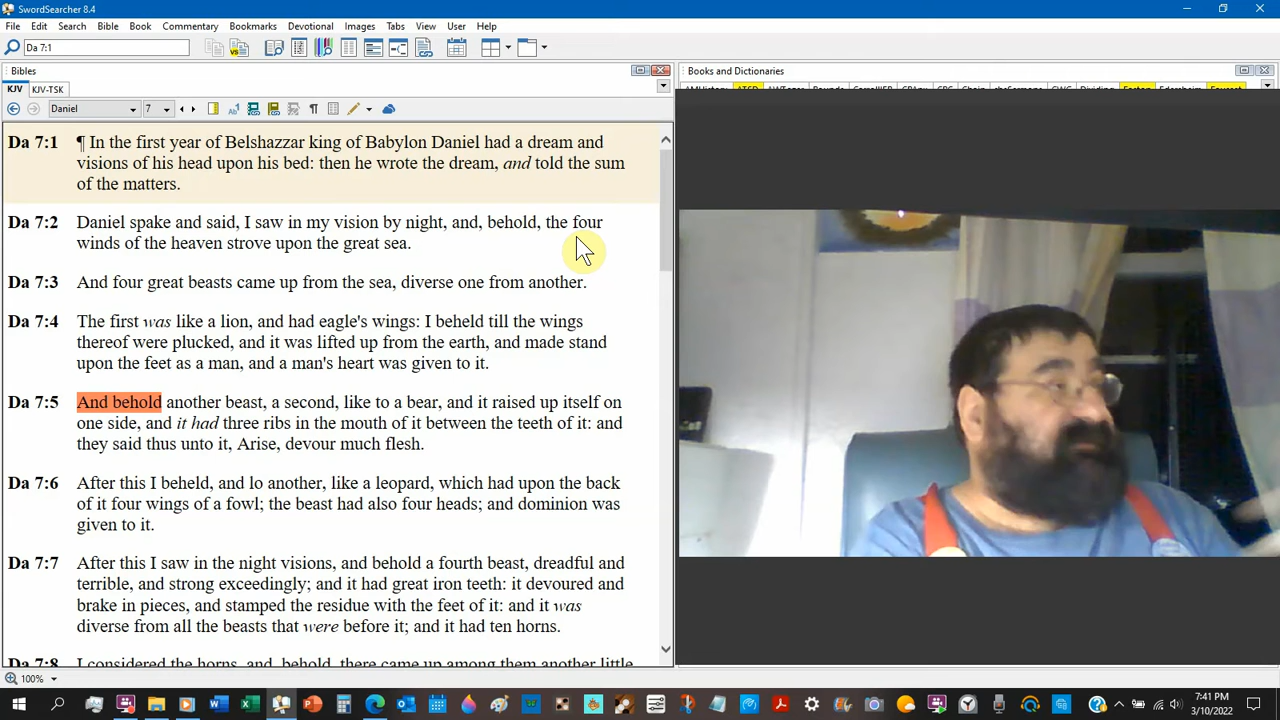 SwordSearcher 8.4
File Edit Search Bible Book Commentary Bookmarks Devotional Images Tabs View User Help
Da 7:1
Bibles
Books and Dictionaries
KJV KJV-TSK
Daniel 7
Da 7:1 ¶ In the first year of Belshazzar king of Babylon Daniel had a dream and
visions of his head upon his bed: then he wrote the dream, and told the sum
of the matters.
Da 7:2 Daniel spake and said, I saw in my vision by night, and, behold, the four
winds of the heaven strove upon the great sea.
Da 7:3 And four great beasts came up from the sea, diverse one from another.
Da 7:4 The first was like a lion, and had eagle's wings: I beheld till the wings
thereof were plucked, and it was lifted up from the earth, and made stand
upon the feet as a man, and a man's heart was given to it.
Da 7:5 And behold another beast, a second, like to a bear, and it raised up itself on
one side, and it had three ribs in the mouth of it between the teeth of it: and
they said thus unto it, Arise, devour much flesh.
Da 7:6 After this I beheld, and lo another, like a leopard, which had upon the back
of it four wings of a fowl; the beast had also four heads; and dominion was
given to it.
Da 7:7 After this I saw in the night visions, and behold a fourth beast, dreadful and
terrible, and strong exceedingly; and it had great iron teeth: it devoured and
brake in pieces, and stamped the residue with the feet of it: and it was
diverse from all the beasts that were before it; and it had ten horns.
Da 7:8 I considered the horns, and, behold, there came up among them another little
100%
7:41 PM
3/10/2022